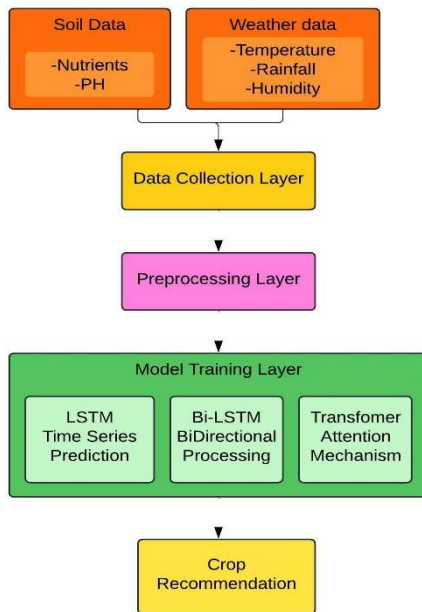 Soil Data
-Nutrients
-PH
Weather data
-Temperature
-Rainfall
-Humidity
Data Collection Layer
Preprocessing Layer
Model Training Layer
LSTM
Time Series
Prediction
Bi-LSTM
BiDirectional
Processing
Transfomer
Attention
Mechanism
Crop
Recommendation